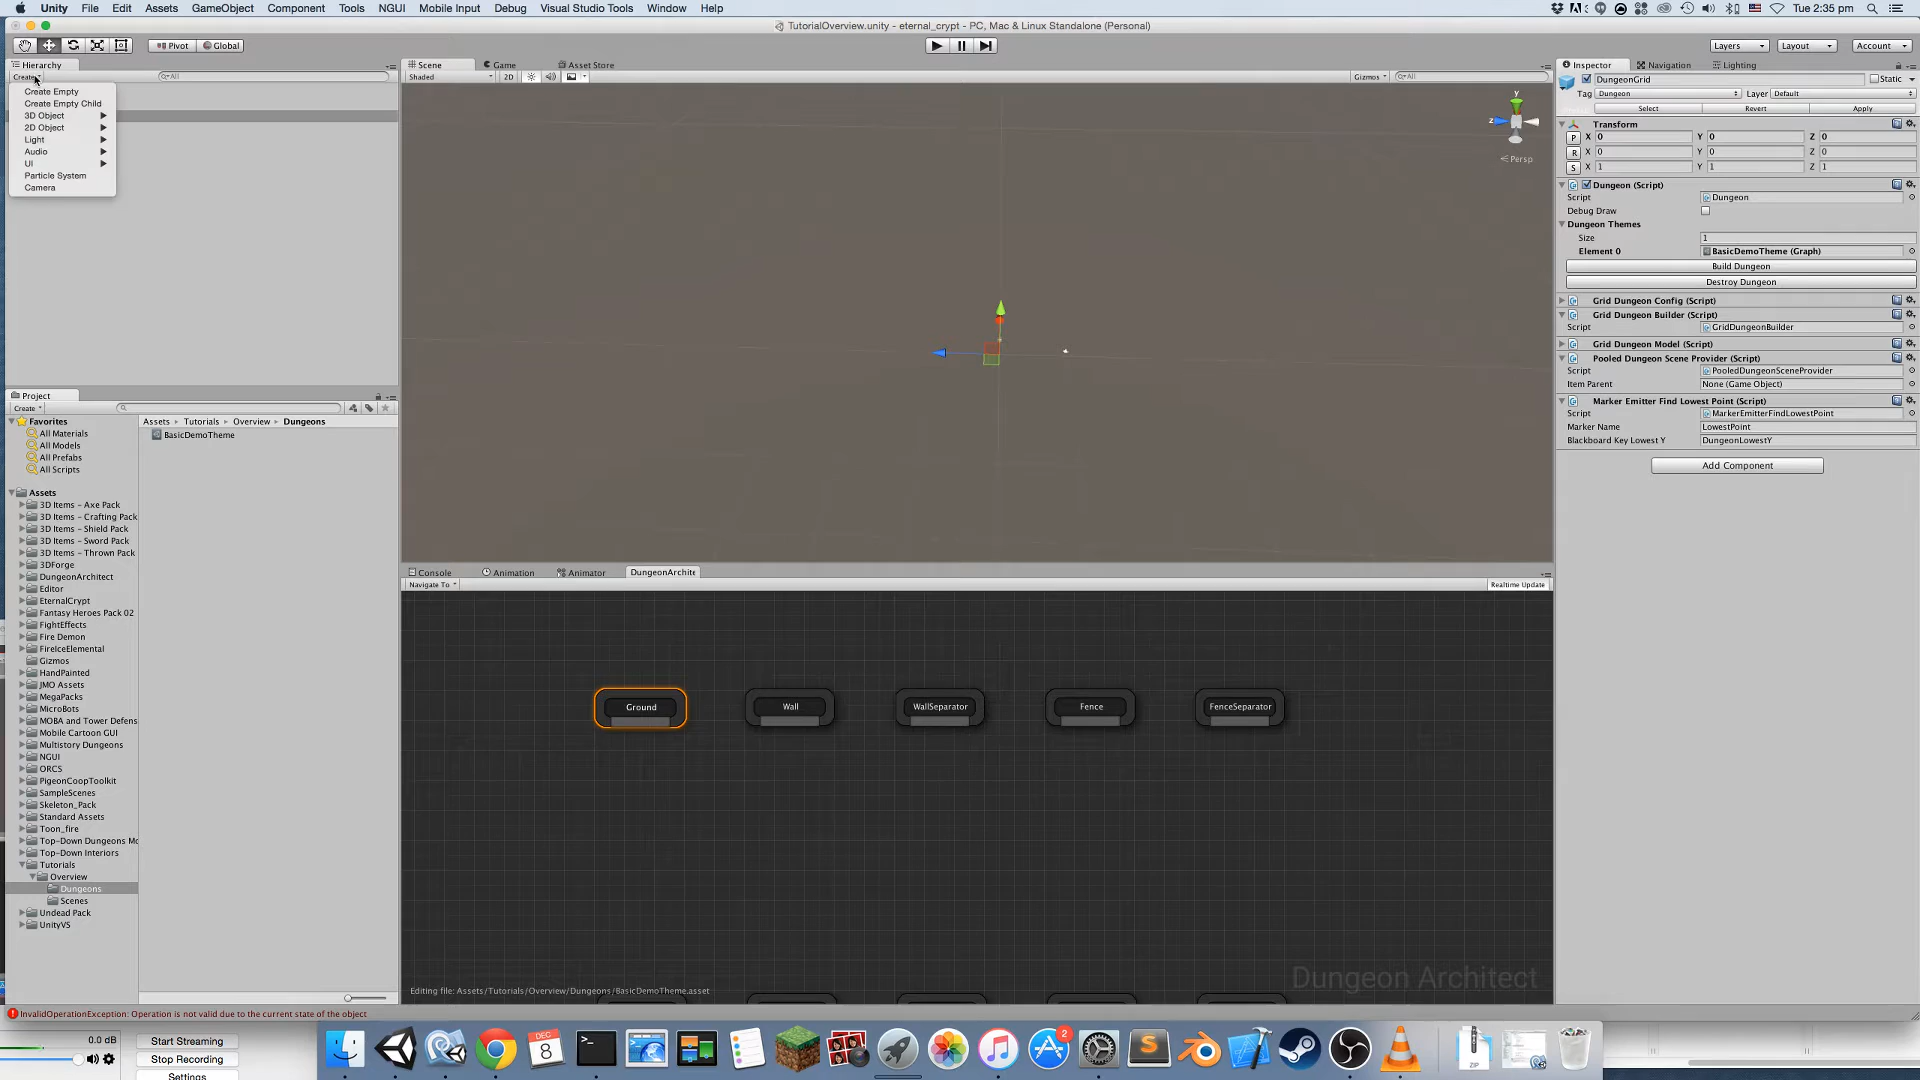 Unity File Edit Assets GameObject Component Tools NGUI Mobile Input Debug Visual Studio Tools Window Help Tue 2:35 pm
TutorialOverview.unity - eternal_crypt - PC, Mac & Linux Standalone (Personal)
Pivot Global Layers Layout Account
Hierarchy
Create All
Create Empty
Create Empty Child
3D Object
2D Object
Light
Audio
UI
Particle System
Camera
Scene Game Asset Store
Shaded 2D Gizmos All
y
z
Persp
Inspector Navigation Lighting
DungeonGrid Static
Tag Dungeon Layer Default
Select Revert Apply
Transform
P X 0 Y 0 Z 0
R X 0 Y 0 Z 0
S X 1 Y 1 Z 1
Dungeon (Script)
Script Dungeon
Debug Draw
Dungeon Themes
Size 1
Element 0 BasicDemoTheme (Graph)
Build Dungeon
Destroy Dungeon
Grid Dungeon Config (Script)
Grid Dungeon Builder (Script)
Script GridDungeonBuilder
Grid Dungeon Model (Script)
Pooled Dungeon Scene Provider (Script)
Script PooledDungeonSceneProvider
Item Parent None (Game Object)
Marker Emitter Find Lowest Point (Script)
Script MarkerEmitterFindLowestPoint
Marker Name LowestPoint
Blackboard Key Lowest Y DungeonLowestY
Add Component
Project
Create
Favorites
All Materials
All Models
All Prefabs
All Scripts
Assets
3D Items - Axe Pack
3D Items - Crafting Pack
3D Items - Shield Pack
3D Items - Sword Pack
3D Items - Thrown Pack
3DForge
DungeonArchitect
Editor
EternalCrypt
Fantasy Heroes Pack 02
FightEffects
Fire Demon
FireIceElemental
Gizmos
HandPainted
JMO Assets
MegaPacks
MicroBots
MOBA and Tower Defens
Mobile Cartoon GUI
Multistory Dungeons
NGUI
ORCS
PigeonCoopToolkit
SampleScenes
Skeleton_Pack
Standard Assets
Toon_fire
Top-Down Dungeons Mo
Top-Down Interiors
Tutorials
Overview
Dungeons
Scenes
Undead Pack
UnityVS
Assets Tutorials Overview Dungeons
BasicDemoTheme
Console Animation Animator DungeonArchite
Navigate To Realtime Update
Ground Wall WallSeparator Fence FenceSeparator
Dungeon Architect
Editing file: Assets/Tutorials/Overview/Dungeons/BasicDemoTheme.asset
InvalidOperationException: Operation is not valid due to the current state of the object
0.0 dB
Start Streaming
Stop Recording
Settings
DEC
8
2
ZIP